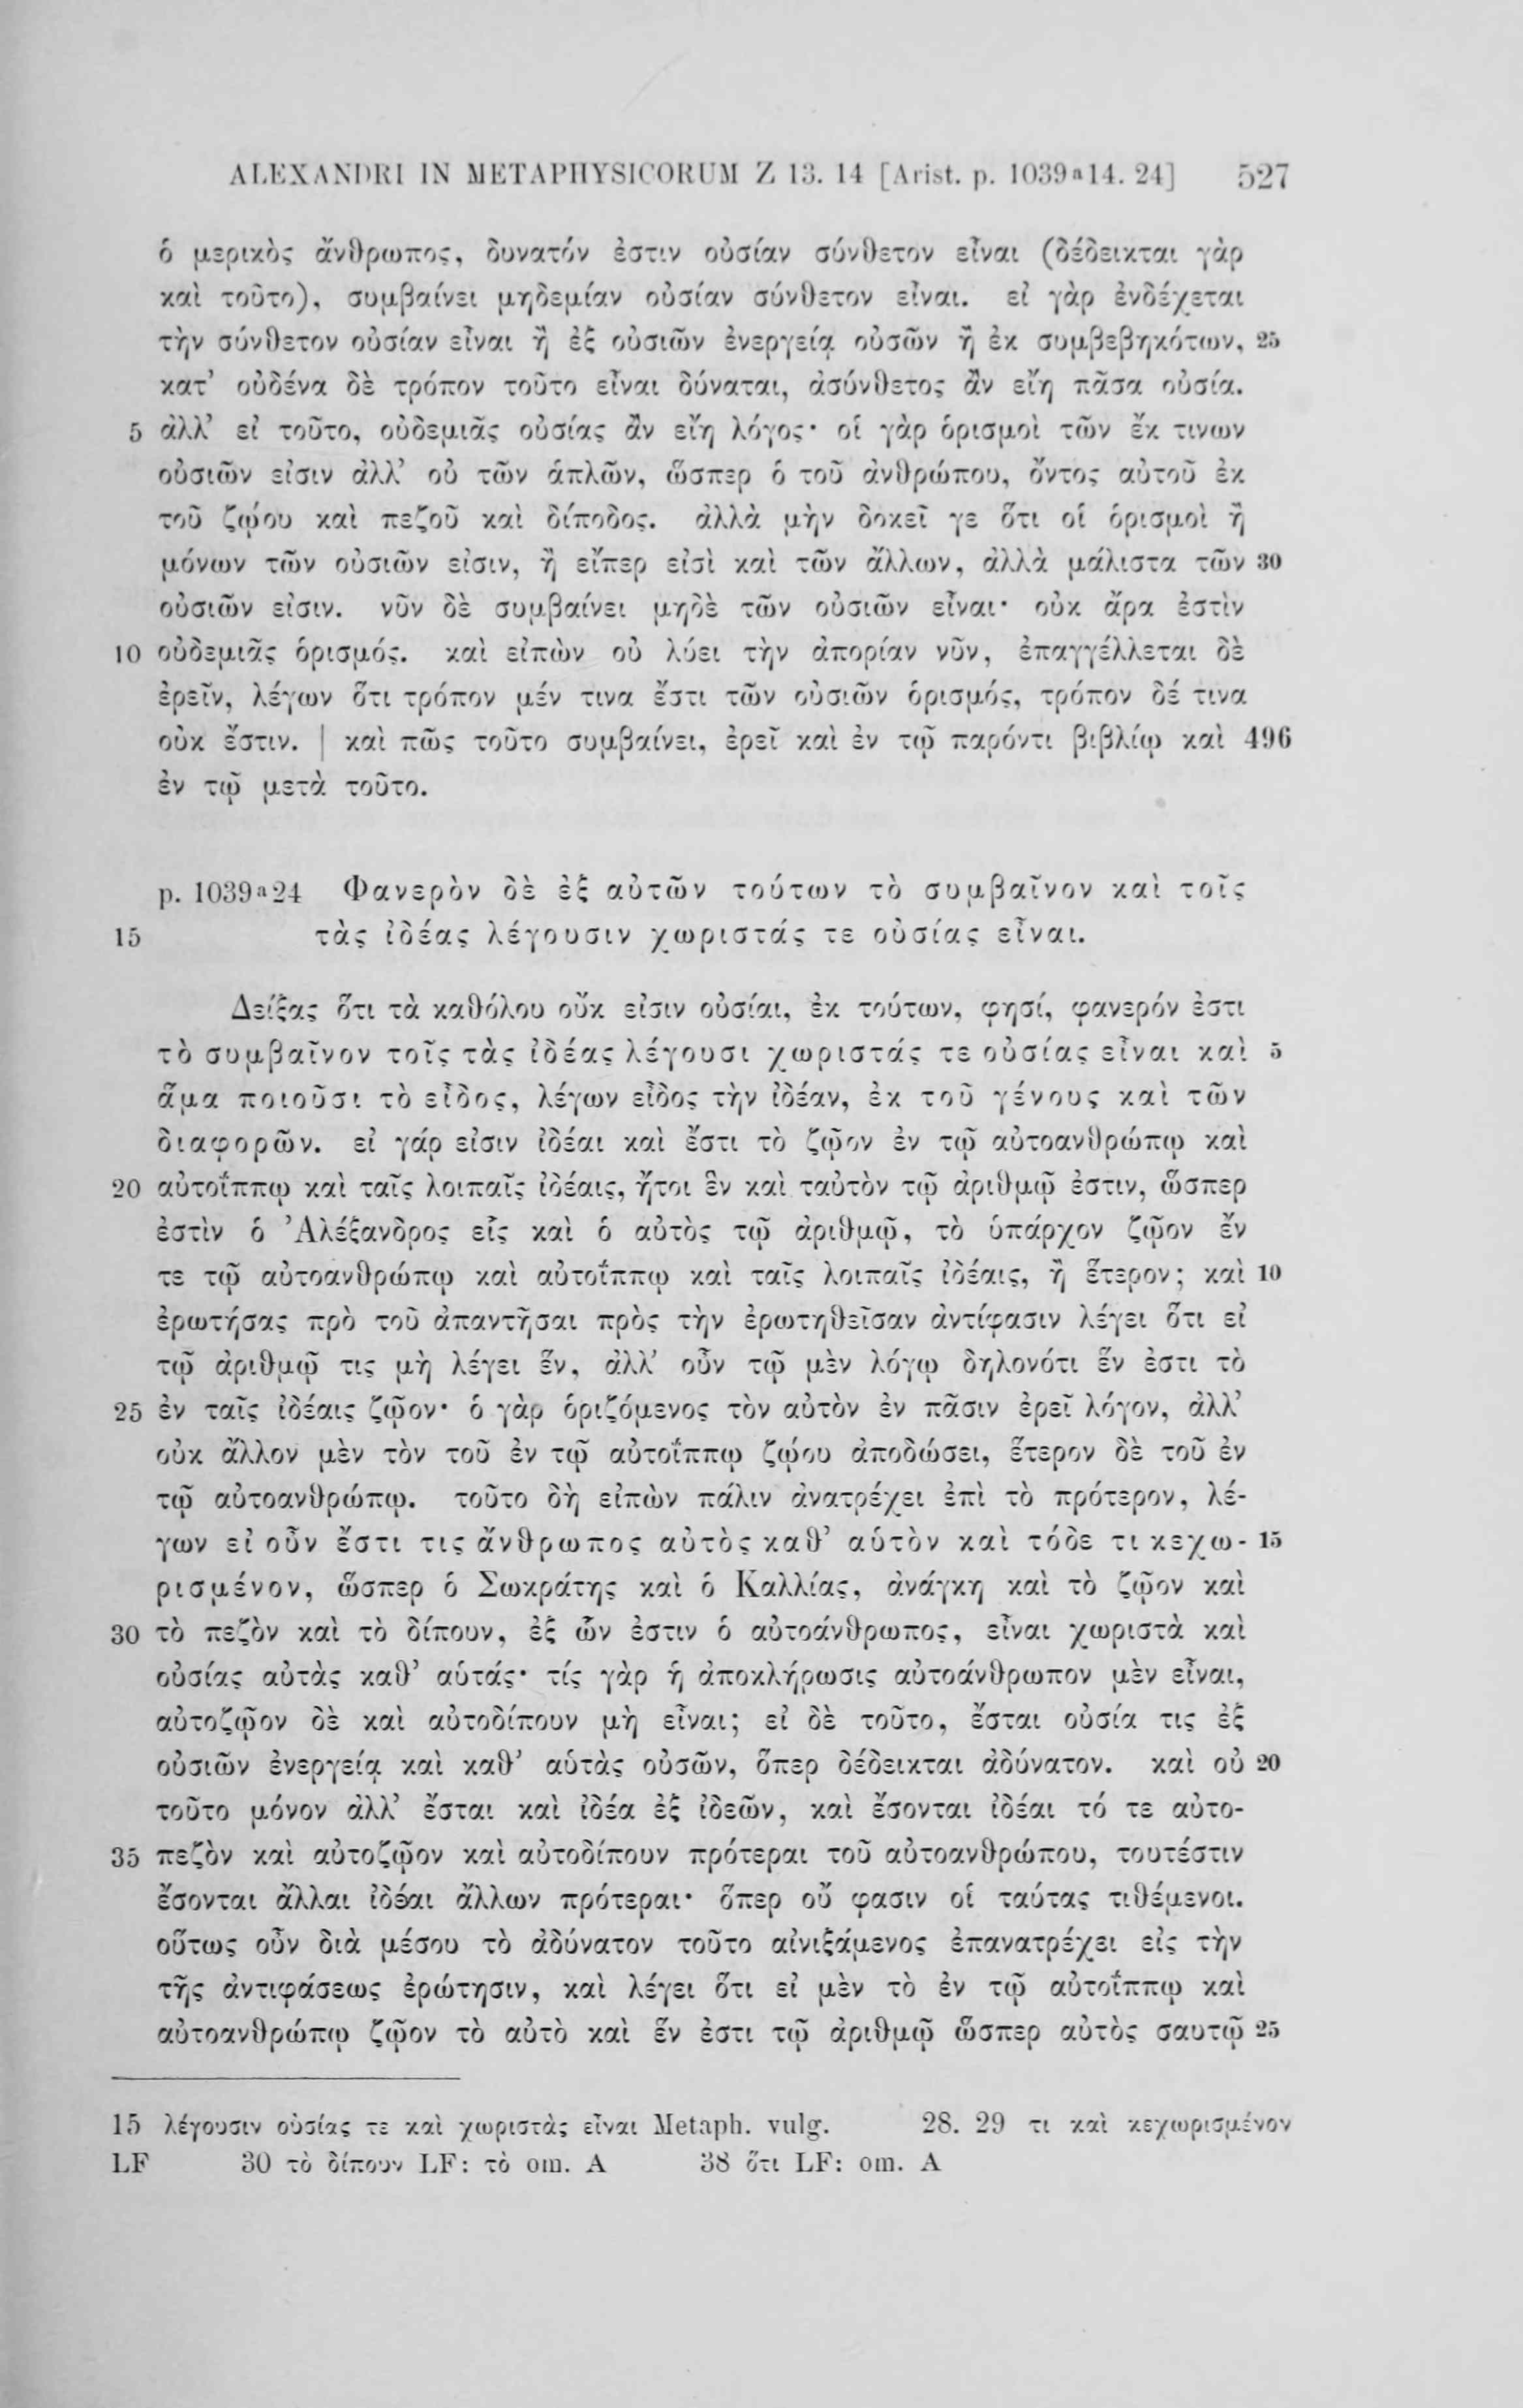 ALEXANDRI IN METAPHYSICORUM Z 13. 14 [Arist. p. 1039a14. 24] 527
ὁ μερικὸς ἄνθρωπος, δυνατόν ἐστιν οὐσίαν σύνθετον εἶναι (δέδεικται γὰρ
καὶ τοῦτο), συμβαίνει μηδεμίαν οὐσίαν σύνθετον εἶναι. εἰ γὰρ ἐνδέχεται
τὴν σύνθετον οὐσίαν εἶναι ἢ ἐξ οὐσιῶν ἐνεργείᾳ οὐσῶν ἢ ἐκ συμβεβηκότων, 25
κατ' οὐδένα δὲ τρόπον τοῦτο εἶναι δύναται, ἀσύνθετος ἂν εἴη πᾶσα οὐσία.
5 ἀλλ' εἰ τοῦτο, οὐδεμιᾶς οὐσίας ἂν εἴη λόγος· οἱ γὰρ ὁρισμοὶ τῶν ἔκ τινων
οὐσιῶν εἰσιν ἀλλ' οὐ τῶν ἁπλῶν, ὥσπερ ὁ τοῦ ἀνθρώπου, ὄντος αὐτοῦ ἐκ
τοῦ ζῴου καὶ πεζοῦ καὶ δίποδος. ἀλλὰ μὴν δοκεῖ γε ὅτι οἱ ὁρισμοὶ ἢ
μόνων τῶν οὐσιῶν εἰσιν, ἢ εἴπερ εἰσὶ καὶ τῶν ἄλλων, ἀλλὰ μάλιστα τῶν 30
οὐσιῶν εἰσιν. νῦν δὲ συμβαίνει μηδὲ τῶν οὐσιῶν εἶναι· οὐκ ἄρα ἐστὶν
10 οὐδεμιᾶς ὁρισμός. καὶ εἰπὼν οὐ λύει τὴν ἀπορίαν νῦν, ἐπαγγέλλεται δὲ
ἐρεῖν, λέγων ὅτι τρόπον μέν τινα ἔστι τῶν οὐσιῶν ὁρισμός, τρόπον δέ τινα
οὐκ ἔστιν. | καὶ πῶς τοῦτο συμβαίνει, ἐρεῖ καὶ ἐν τῷ παρόντι βιβλίῳ καὶ 496
ἐν τῷ μετὰ τοῦτο.
p. 1039a24 Φανερὸν δὲ ἐξ αὐτῶν τούτων τὸ συμβαῖνον καὶ τοῖς
15 τὰς ἰδέας λέγουσιν χωριστάς τε οὐσίας εἶναι.
Δείξας ὅτι τὰ καθόλου οὔκ εἰσιν οὐσίαι, ἐκ τούτων, φησί, φανερόν ἐστι
τὸ συμβαῖνον τοῖς τὰς ἰδέας λέγουσι χωριστάς τε οὐσίας εἶναι καὶ 5
ἅμα ποιοῦσι τὸ εἶδος, λέγων εἶδος τὴν ἰδέαν, ἐκ τοῦ γένους καὶ τῶν
διαφορῶν. εἰ γάρ εἰσιν ἰδέαι καὶ ἔστι τὸ ζῷον ἐν τῷ αὐτοανθρώπῳ καὶ
20 αὐτοΐππῳ καὶ ταῖς λοιπαῖς ἰδέαις, ἤτοι ἓν καὶ ταὐτὸν τῷ ἀριθμῷ ἐστιν, ὥσπερ
ἐστὶν ὁ Ἀλέξανδρος εἷς καὶ ὁ αὐτὸς τῷ ἀριθμῷ, τὸ ὑπάρχον ζῷον ἔν
τε τῷ αὐτοανθρώπῳ καὶ αὐτοΐππῳ καὶ ταῖς λοιπαῖς ἰδέαις, ἢ ἕτερον; καὶ 10
ἐρωτήσας πρὸ τοῦ ἀπαντῆσαι πρὸς τὴν ἐρωτηθεῖσαν ἀντίφασιν λέγει ὅτι εἰ
τῷ ἀριθμῷ τις μὴ λέγει ἕν, ἀλλ' οὖν τῷ μὲν λόγῳ δηλονότι ἕν ἐστι τὸ
25 ἐν ταῖς ἰδέαις ζῷον· ὁ γὰρ ὁριζόμενος τὸν αὐτὸν ἐν πᾶσιν ἐρεῖ λόγον, ἀλλ'
οὐκ ἄλλον μὲν τὸν τοῦ ἐν τῷ αὐτοΐππῳ ζῴου ἀποδώσει, ἕτερον δὲ τοῦ ἐν
τῷ αὐτοανθρώπῳ. τοῦτο δὴ εἰπὼν πάλιν ἀνατρέχει ἐπὶ τὸ πρότερον, λέ-
γων εἰ οὖν ἔστι τις ἄνθρωπος αὐτὸς καθ' αὑτὸν καὶ τόδε τι κεχω- 15
ρισμένον, ὥσπερ ὁ Σωκράτης καὶ ὁ Καλλίας, ἀνάγκη καὶ τὸ ζῷον καὶ
30 τὸ πεζὸν καὶ τὸ δίπουν, ἐξ ὧν ἐστιν ὁ αὐτοάνθρωπος, εἶναι χωριστὰ καὶ
οὐσίας αὐτὰς καθ' αὑτάς· τίς γὰρ ἡ ἀποκλήρωσις αὐτοάνθρωπον μὲν εἶναι,
αὐτοζῷον δὲ καὶ αὐτοδίπουν μὴ εἶναι; εἰ δὲ τοῦτο, ἔσται οὐσία τις ἐξ
οὐσιῶν ἐνεργείᾳ καὶ καθ' αὑτὰς οὐσῶν, ὅπερ δέδεικται ἀδύνατον. καὶ οὐ 20
τοῦτο μόνον ἀλλ' ἔσται καὶ ἰδέα ἐξ ἰδεῶν, καὶ ἔσονται ἰδέαι τό τε αὐτο-
35 πεζὸν καὶ αὐτοζῷον καὶ αὐτοδίπουν πρότεραι τοῦ αὐτοανθρώπου, τουτέστιν
ἔσονται ἄλλαι ἰδέαι ἄλλων πρότεραι· ὅπερ οὔ φασιν οἱ ταύτας τιθέμενοι.
οὕτως οὖν διὰ μέσου τὸ ἀδύνατον τοῦτο αἰνιξάμενος ἐπανατρέχει εἰς τὴν
τῆς ἀντιφάσεως ἐρώτησιν, καὶ λέγει ὅτι εἰ μὲν τὸ ἐν τῷ αὐτοΐππῳ καὶ
αὐτοανθρώπῳ ζῷον τὸ αὐτὸ καὶ ἕν ἐστι τῷ ἀριθμῷ ὥσπερ αὐτὸς σαυτῷ 25
15 λέγουσιν οὐσίας τε καὶ χωριστὰς εἶναι Metaph. vulg. 28. 29 τι καὶ κεχωρισμένον
LF 30 τὸ δίπουν LF: τὸ om. A 38 ὅτι LF: om. A